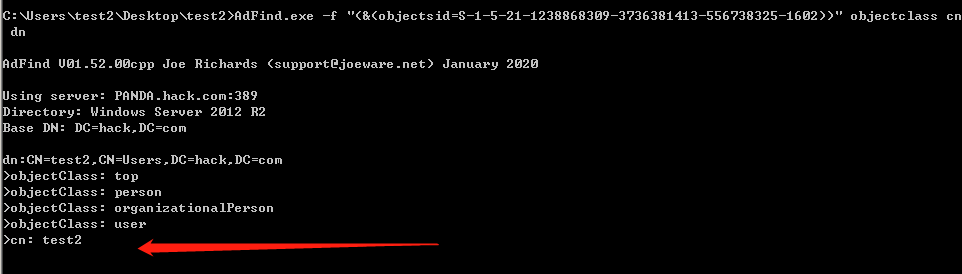 C:\Users\test2\Desktop\test2>AdFind.exe -f "(&(objectsid=S-1-5-21-1238868309-3736381413-556738325-1602))" objectclass cn
dn
AdFind V01.52.00cpp Joe Richards (support@joeware.net) January 2020
Using server: PANDA.hack.com:389
Directory: Windows Server 2012 R2
Base DN: DC=hack,DC=com
dn:CN=test2,CN=Users,DC=hack,DC=com
>objectClass: top
>objectClass: person
>objectClass: organizationalPerson
>objectClass: user
>cn: test2